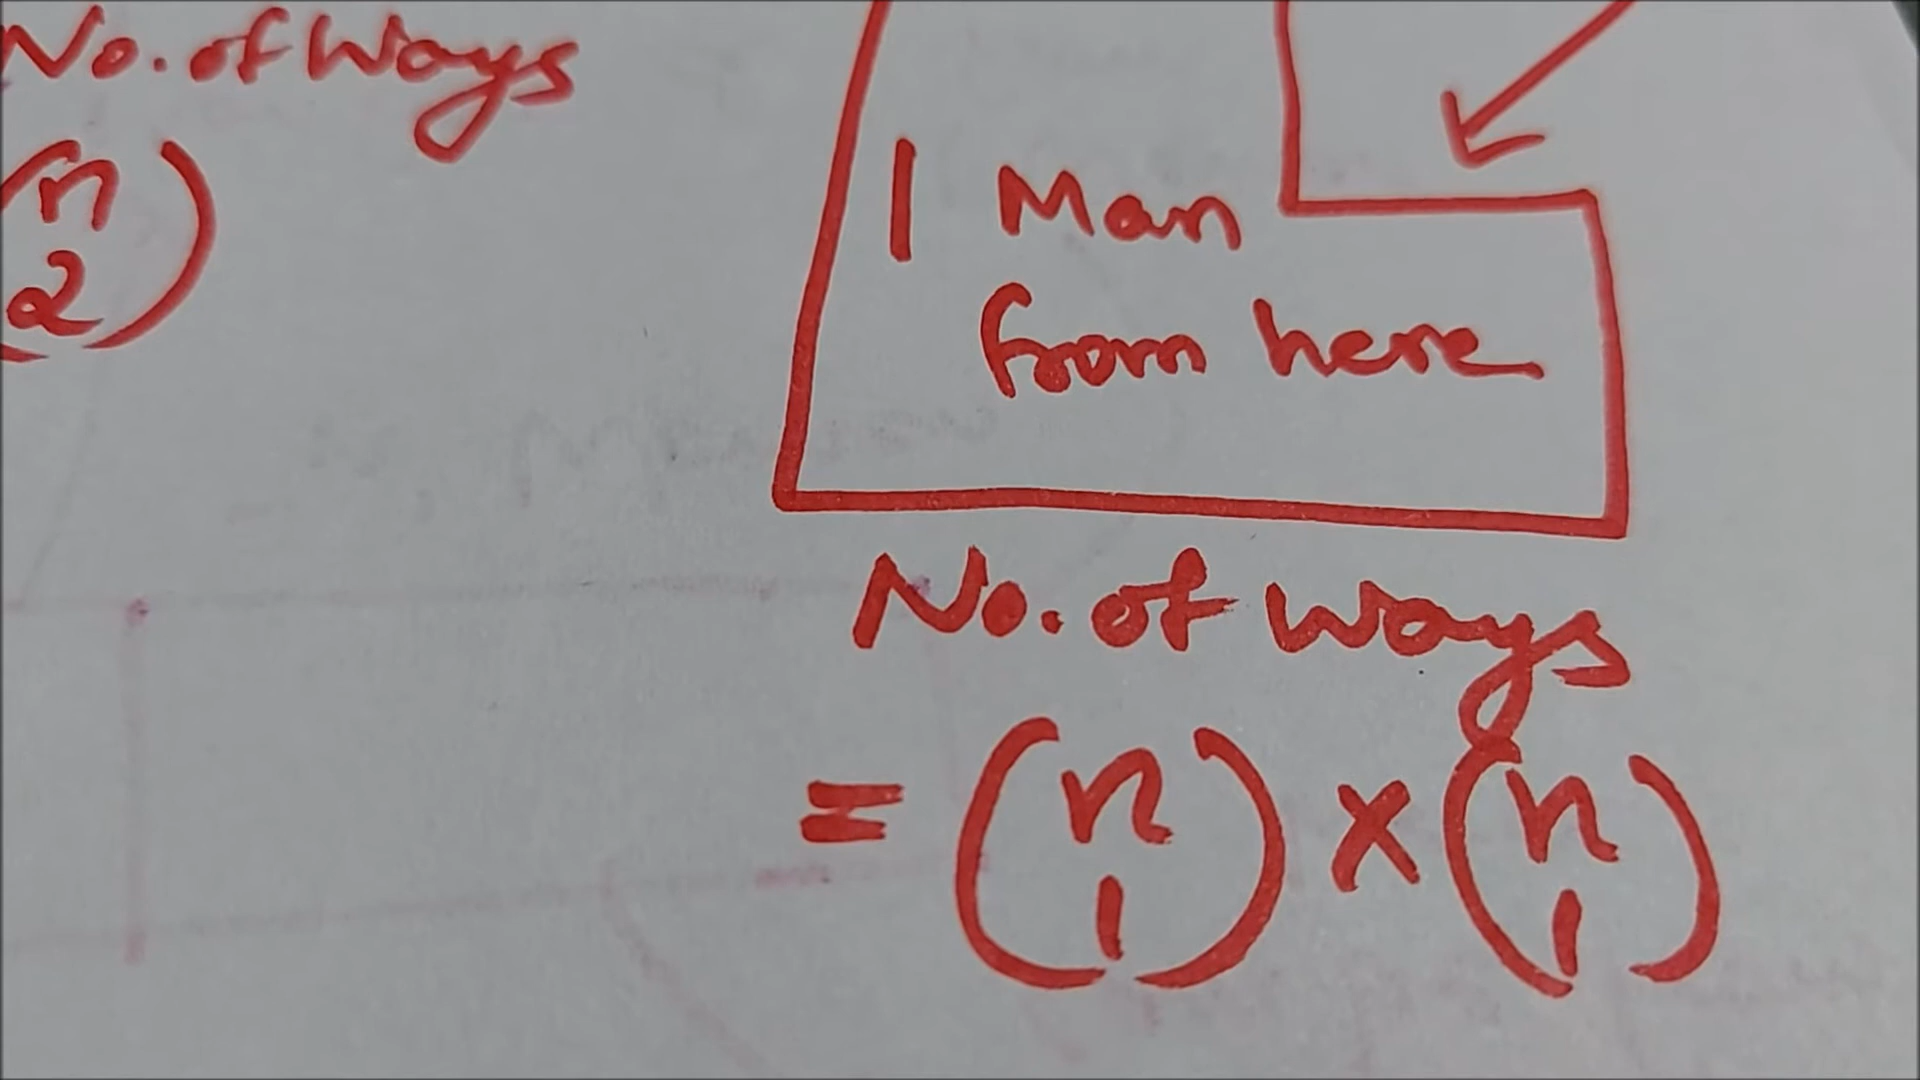 No. of Ways
(n
2)
1 Man
from here
No. of Ways
= (n
1) × (n
1)